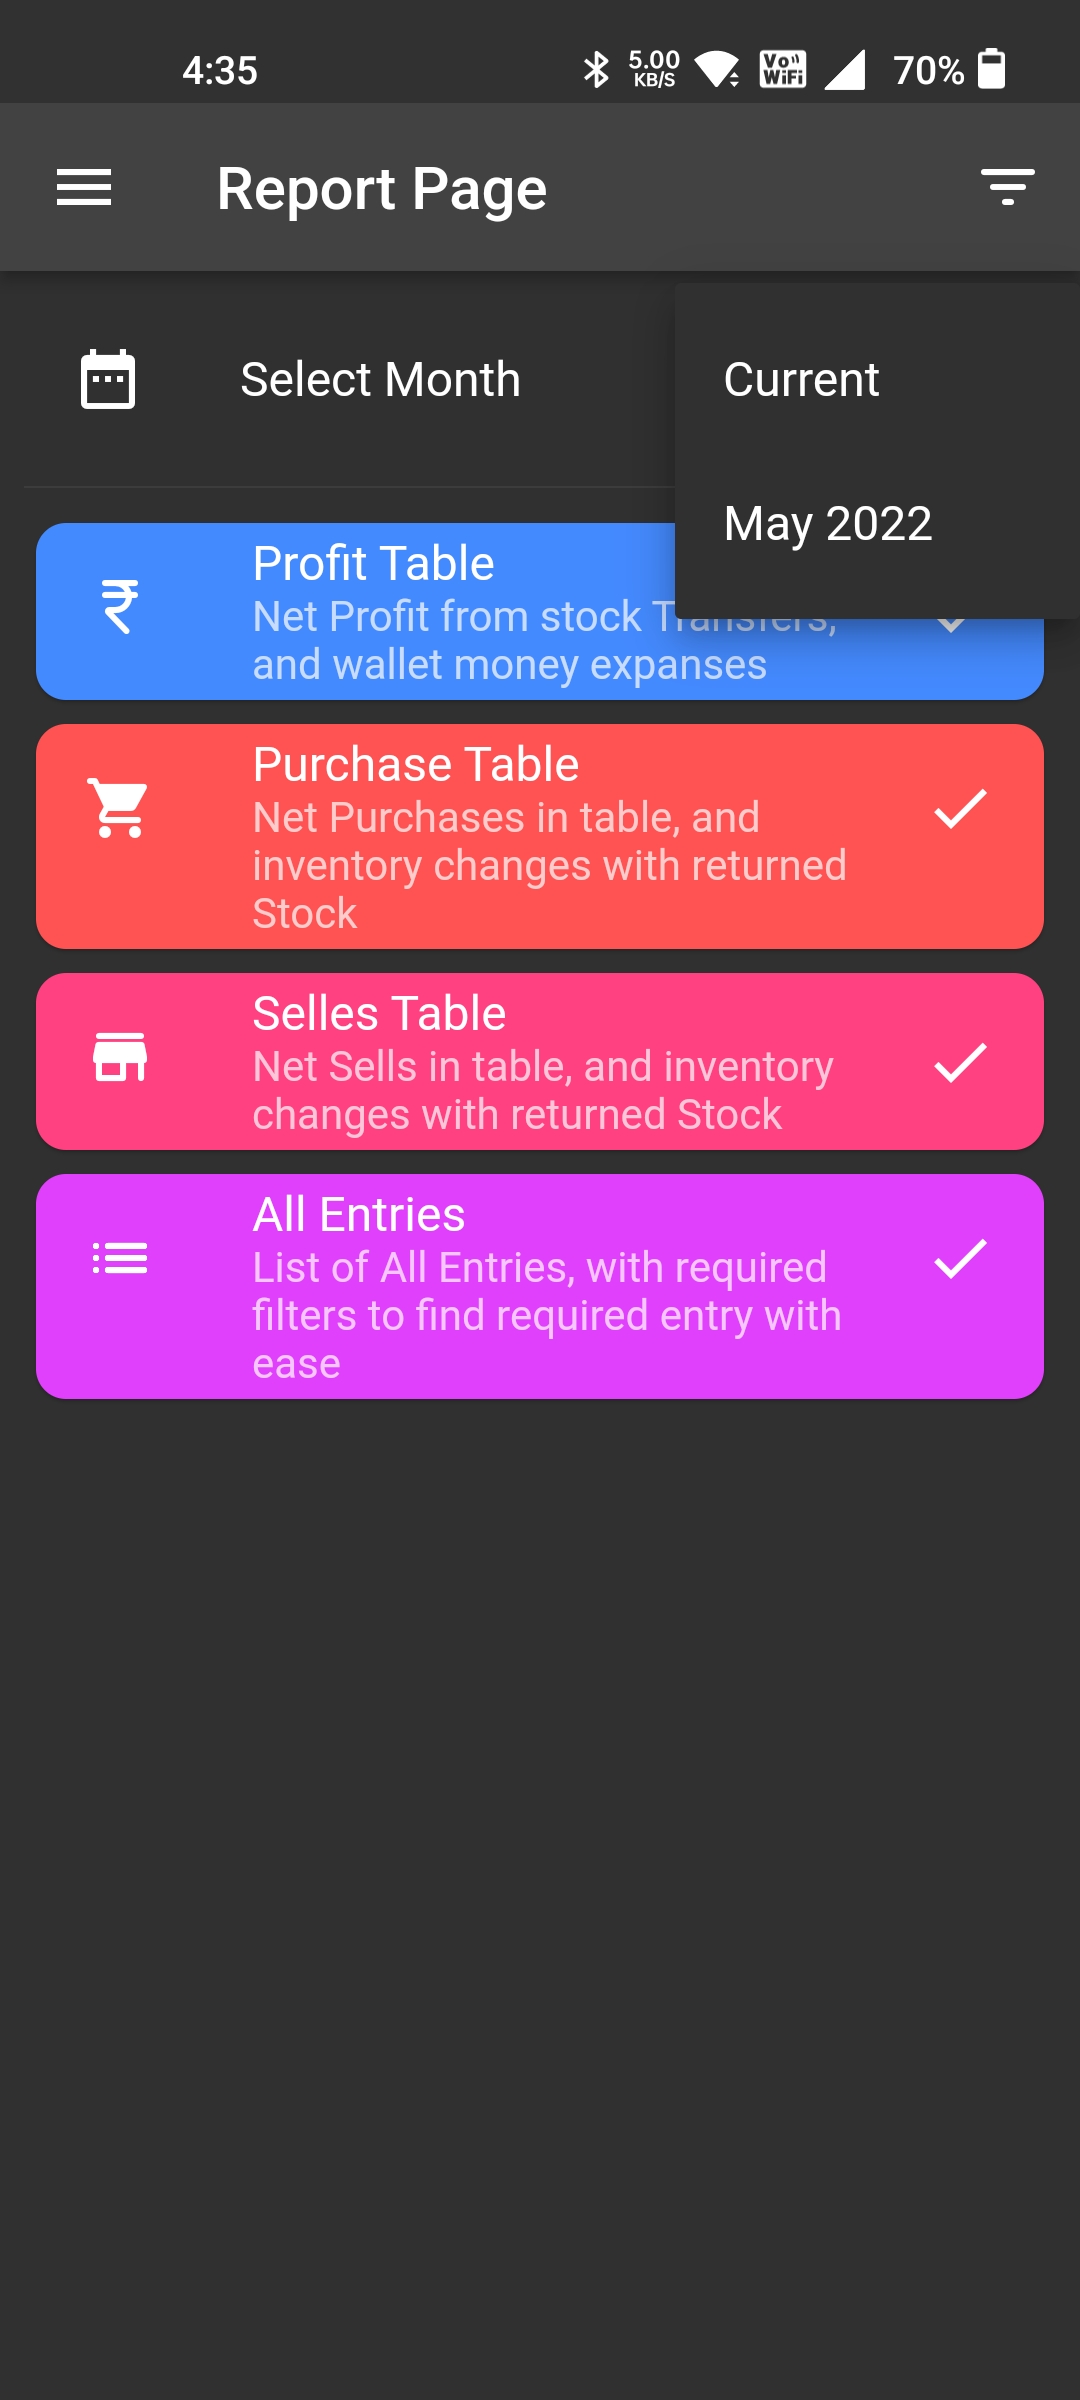 4:35
5.00
KB/S
Vo
WiFi
70%
Report Page
Select Month
Current
May 2022
Profit Table
Net Profit from stock Transfers,
and wallet money expanses
Purchase Table
Net Purchases in table, and
inventory changes with returned
Stock
Selles Table
Net Sells in table, and inventory
changes with returned Stock
All Entries
List of All Entries, with required
filters to find required entry with
ease